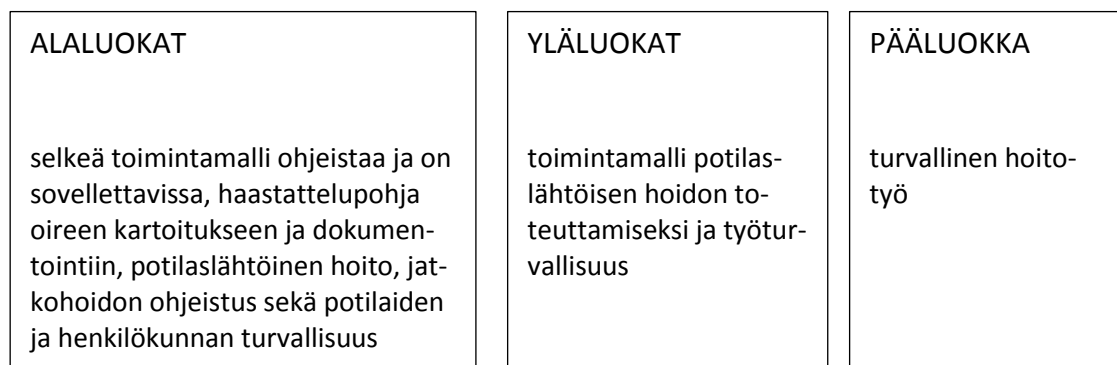 ALALUOKAT
selkeä toimintamalli ohjeistaa ja on
sovellettavissa, haastattelupohja
oireen kartoitukseen ja dokumen-
tointiin, potilaslähtöinen hoito, jat-
kohoidon ohjeistus sekä potilaiden
ja henkilökunnan turvallisuus
YLÄLUOKAT
toimintamalli potilas-
lähtöisen hoidon to-
teuttamiseksi ja työtur-
vallisuus
PÄÄLUOKKA
turvallinen hoito-
työ